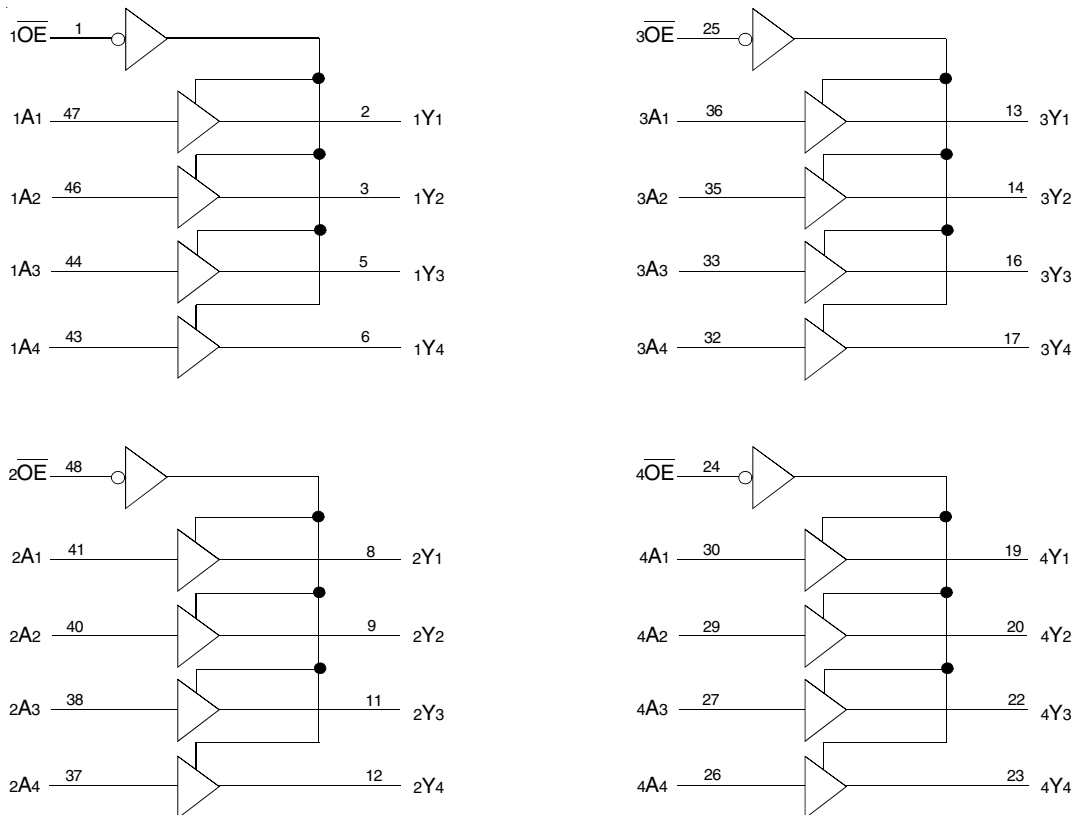 1OE 1
1A1 47 2 1Y1
1A2 46 3 1Y2
1A3 44 5 1Y3
1A4 43 6 1Y4
3OE 25
3A1 36 13 3Y1
3A2 35 14 3Y2
3A3 33 16 3Y3
3A4 32 17 3Y4
2OE 48
2A1 41 8 2Y1
2A2 40 9 2Y2
2A3 38 11 2Y3
2A4 37 12 2Y4
4OE 24
4A1 30 19 4Y1
4A2 29 20 4Y2
4A3 27 22 4Y3
4A4 26 23 4Y4